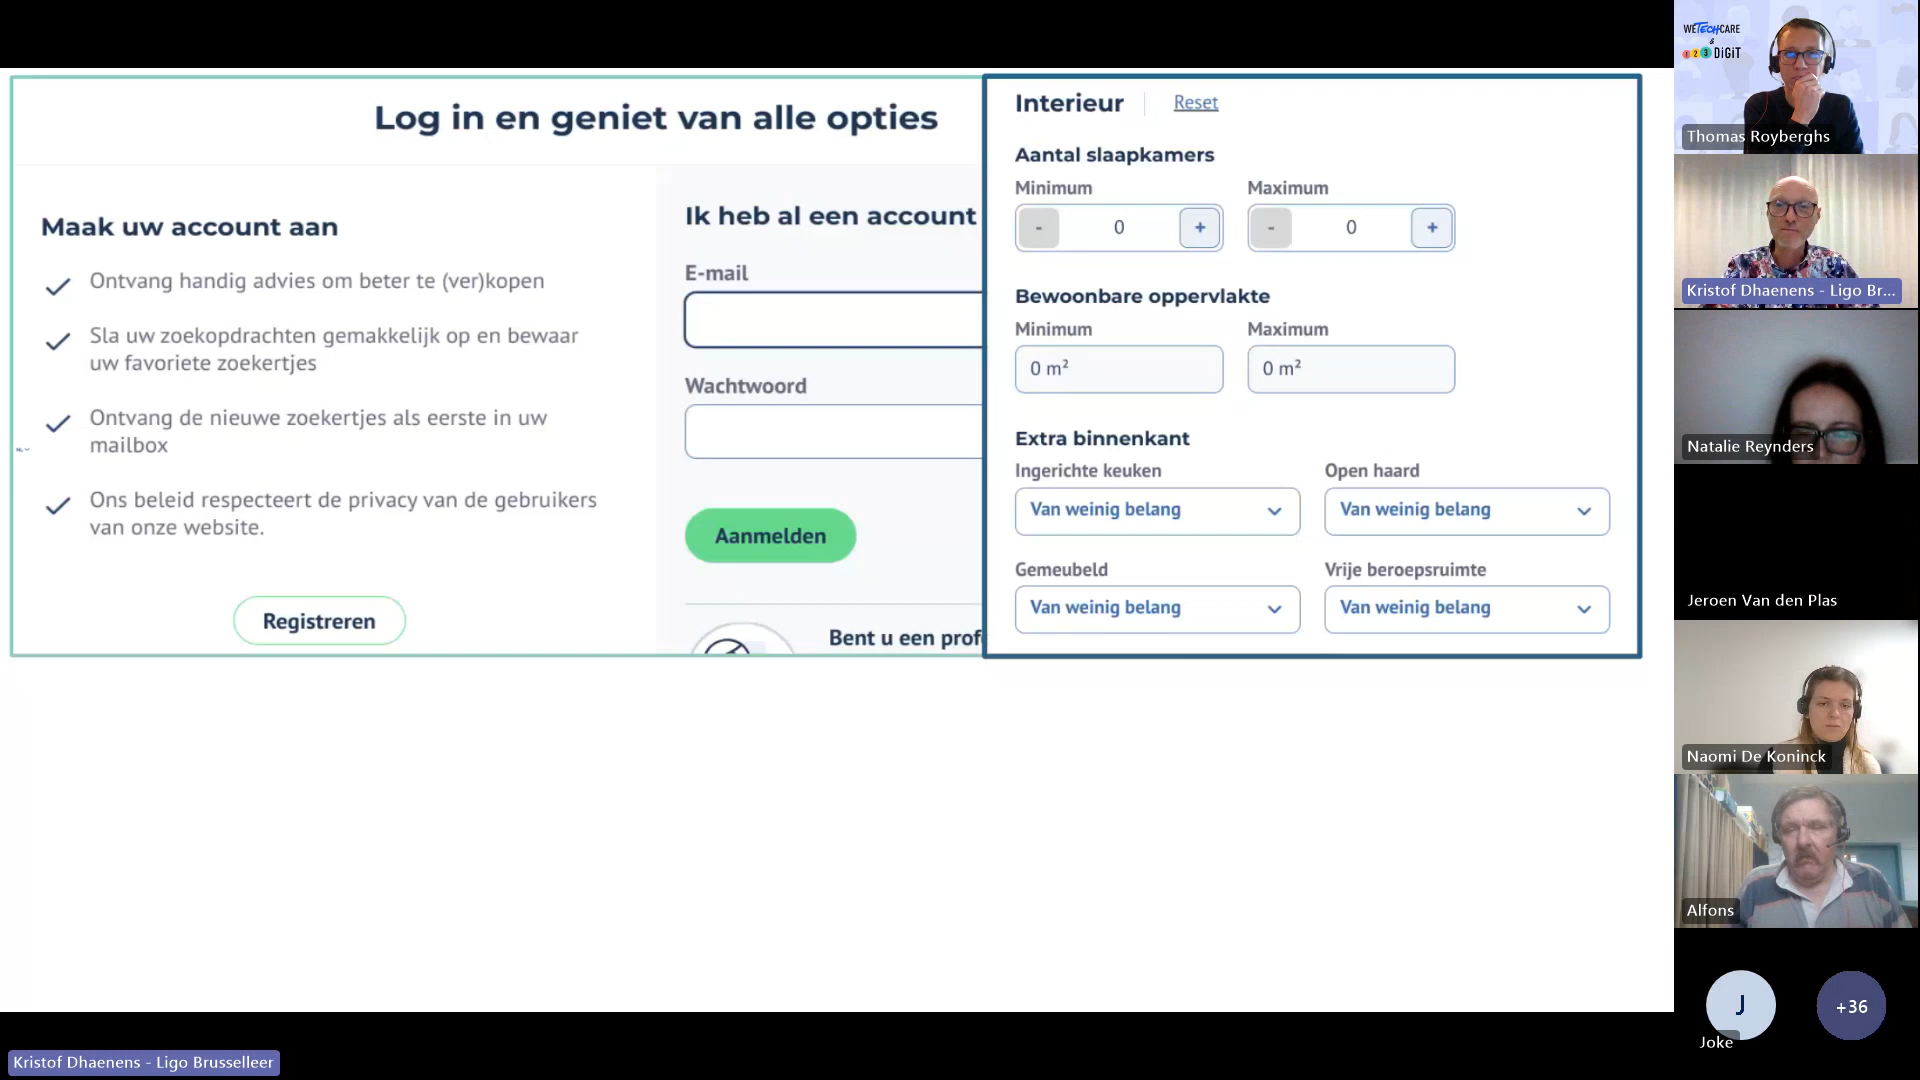 Log in en geniet van alle opties
Maak uw account aan
Ontvang handig advies om beter te (ver)kopen
Sla uw zoekopdrachten gemakkelijk op en bewaar
uw favoriete zoekertjes
Ontvang de nieuwe zoekertjes als eerste in uw
mailbox
Ons beleid respecteert de privacy van de gebruikers
van onze website.
Registreren
Ik heb al een account
E-mail
Wachtwoord
Aanmelden
Bent u een prof
Interieur
Reset
Aantal slaapkamers
Minimum Maximum
- 0 + - 0 +
Bewoonbare oppervlakte
Minimum Maximum
0 m² 0 m²
Extra binnenkant
Ingerichte keuken Open haard
Van weinig belang Van weinig belang
Gemeubeld Vrije beroepsruimte
Van weinig belang Van weinig belang
WETECHCARE
&
123 DiGiT
Thomas Royberghs
Kristof Dhaenens - Ligo Br...
Natalie Reynders
Jeroen Van den Plas
Naomi De Koninck
Alfons
J
Joke
+36
Kristof Dhaenens - Ligo Brusselleer